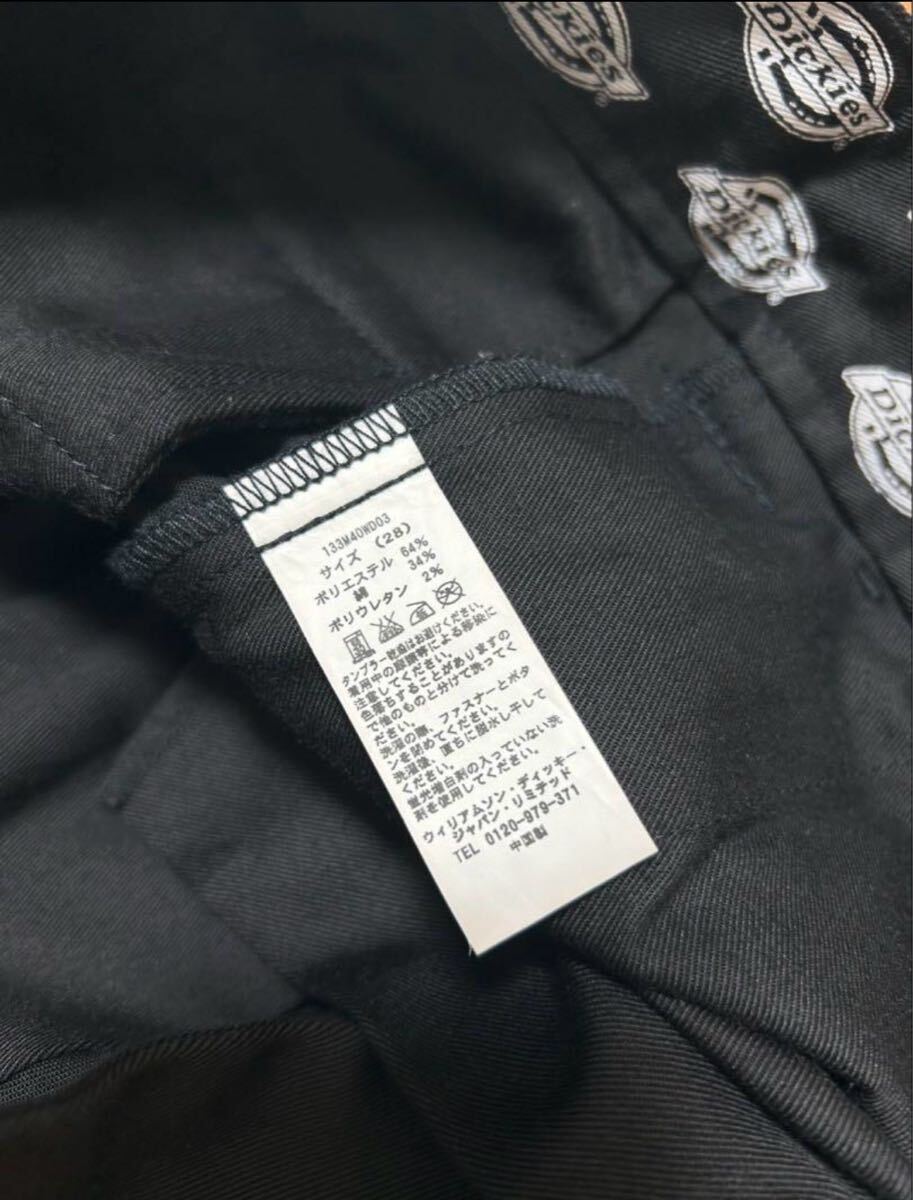 Dickies
Dickies
®
Dickies
®
Dickies
133M40WD03
サイズ (28)
ポリエステル 64%
綿 34%
ポリウレタン 2%
タンブラー乾燥はお避けください。
着用中の摩擦等による移染に
注意してください。
色落ちすることがありますの
で他のものと分けて洗ってく
ださい。
洗濯の際、ファスナーとボタ
ンを閉めてください。
洗濯後、直ちに脱水し干して
ください。
蛍光増白剤の入っていない洗
剤を使用してください。
ウィリアムソン・ディッキー・
ジャパン・リミテッド
TEL 0120-979-371
中国製